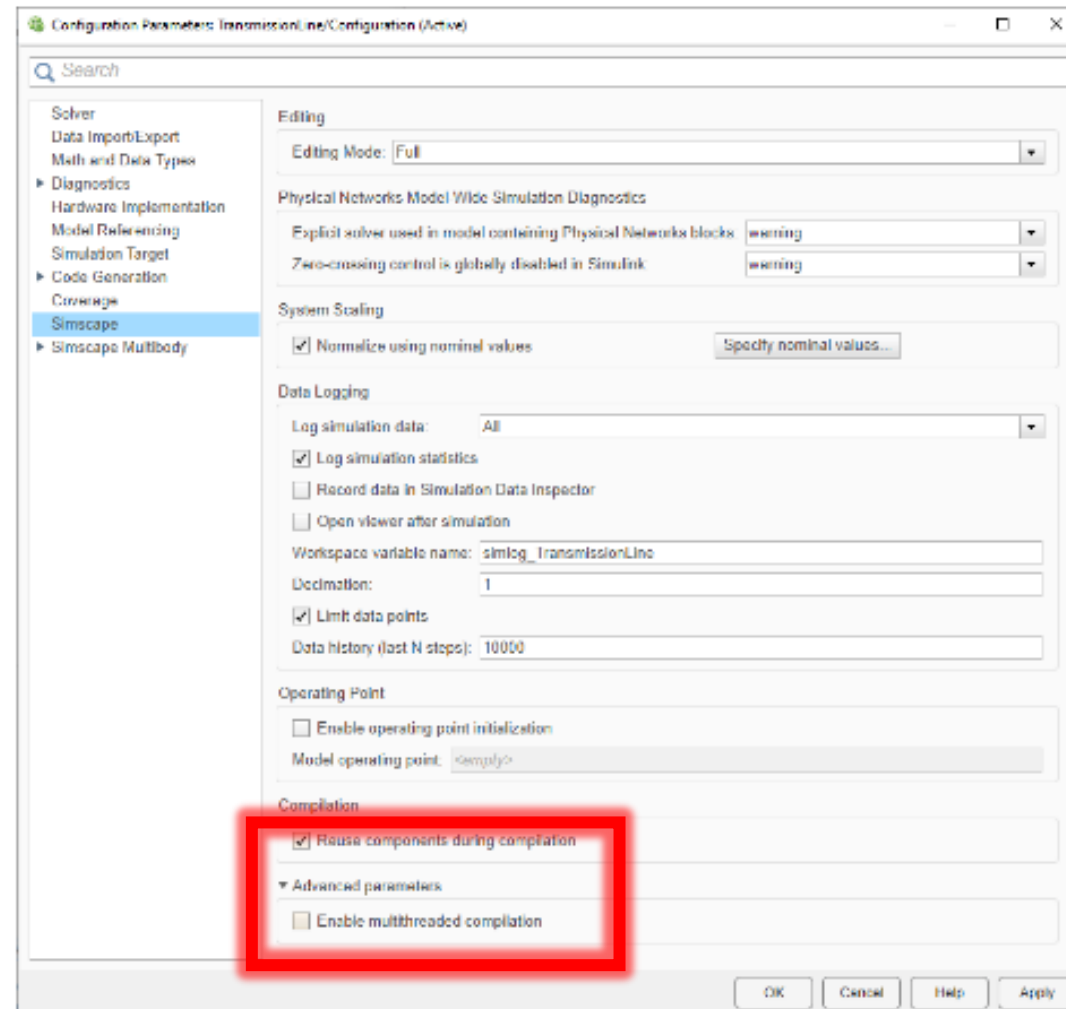 Configuration Parameters: TransmissionLine/Configuration (Active)
Search
Solver
Data Import/Export
Math and Data Types
Diagnostics
Hardware Implementation
Model Referencing
Simulation Target
Code Generation
Coverage
Simscape
Simscape Multibody
Editing
Editing Mode: Full
Physical Networks Model Wide Simulation Diagnostics
Explicit solver used in model containing Physical Networks blocks: warning
Zero-crossing control is globally disabled in Simulink: warning
System Scaling
Normalize using nominal values Specify nominal values...
Data Logging
Log simulation data: All
Log simulation statistics
Record data in Simulation Data Inspector
Open viewer after simulation
Workspace variable name: simlog_TransmissionLine
Decimation: 1
Limit data points
Data history (last N steps): 10000
Operating Point
Enable operating point initialization
Model operating point: <empty>
Compilation
Reuse components during compilation
Advanced parameters
Enable multithreaded compilation
OK Cancel Help Apply